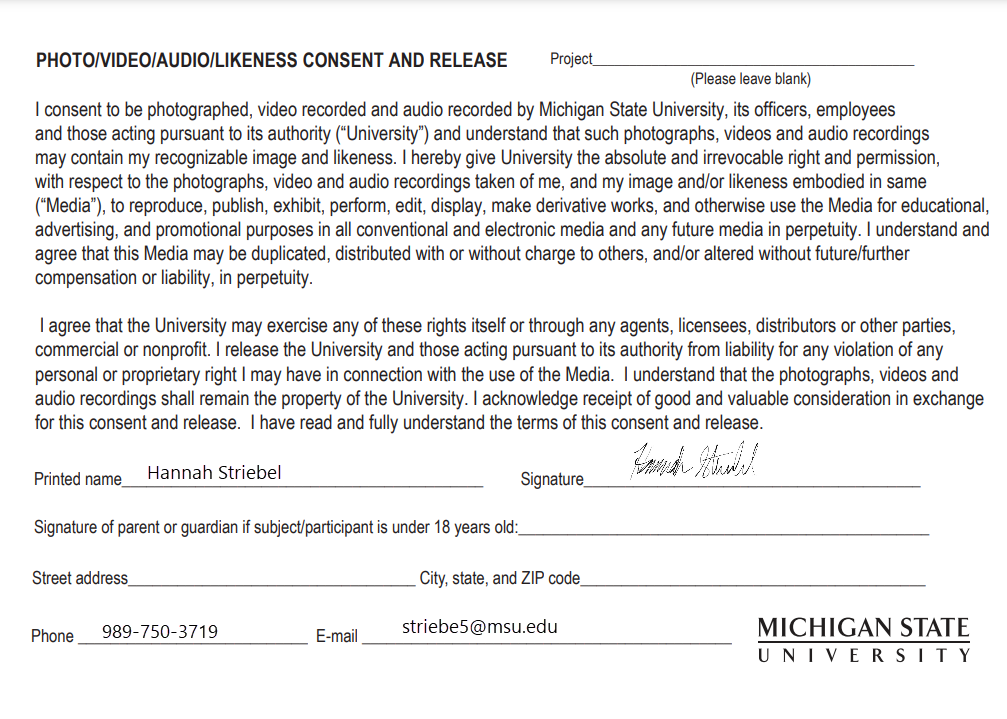 PHOTO/VIDEO/AUDIO/LIKENESS CONSENT AND RELEASE Project
(Please leave blank)
I consent to be photographed, video recorded and audio recorded by Michigan State University, its officers, employees
and those acting pursuant to its authority (“University”) and understand that such photographs, videos and audio recordings
may contain my recognizable image and likeness. I hereby give University the absolute and irrevocable right and permission,
with respect to the photographs, video and audio recordings taken of me, and my image and/or likeness embodied in same
(“Media”), to reproduce, publish, exhibit, perform, edit, display, make derivative works, and otherwise use the Media for educational,
advertising, and promotional purposes in all conventional and electronic media and any future media in perpetuity. I understand and
agree that this Media may be duplicated, distributed with or without charge to others, and/or altered without future/further
compensation or liability, in perpetuity.
I agree that the University may exercise any of these rights itself or through any agents, licensees, distributors or other parties,
commercial or nonprofit. I release the University and those acting pursuant to its authority from liability for any violation of any
personal or proprietary right I may have in connection with the use of the Media. I understand that the photographs, videos and
audio recordings shall remain the property of the University. I acknowledge receipt of good and valuable consideration in exchange
for this consent and release. I have read and fully understand the terms of this consent and release.
Printed name Hannah Striebel Signature Hannah Striebel
Signature of parent or guardian if subject/participant is under 18 years old:
Street address City, state, and ZIP code
Phone 989-750-3719 E-mail striebe5@msu.edu
MICHIGAN STATE
UNIVERSITY